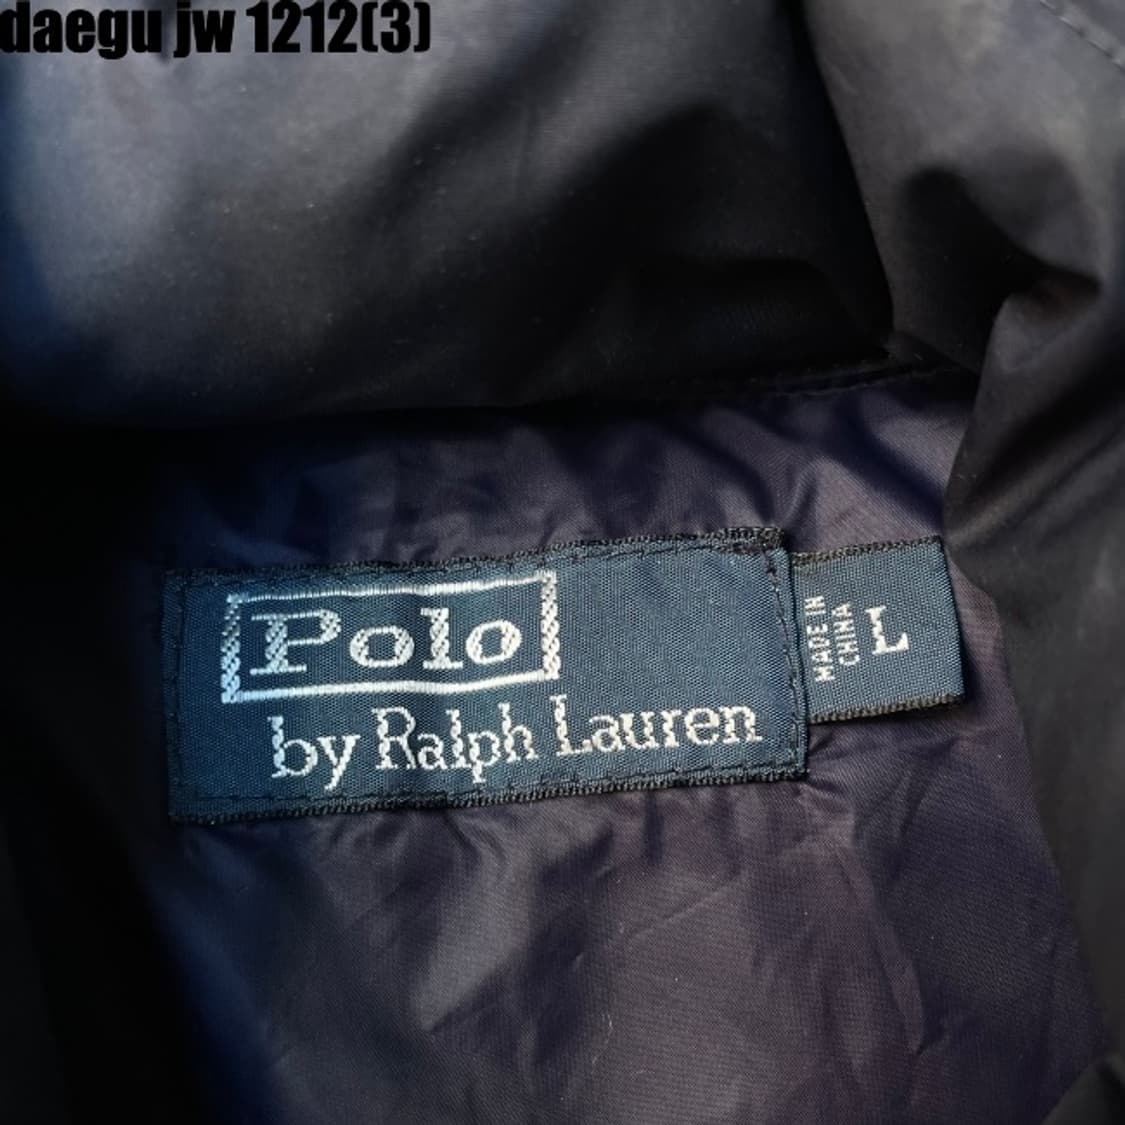 daegu jw 1212(3)
Polo
by Ralph Lauren
MADE IN
CHINA
L